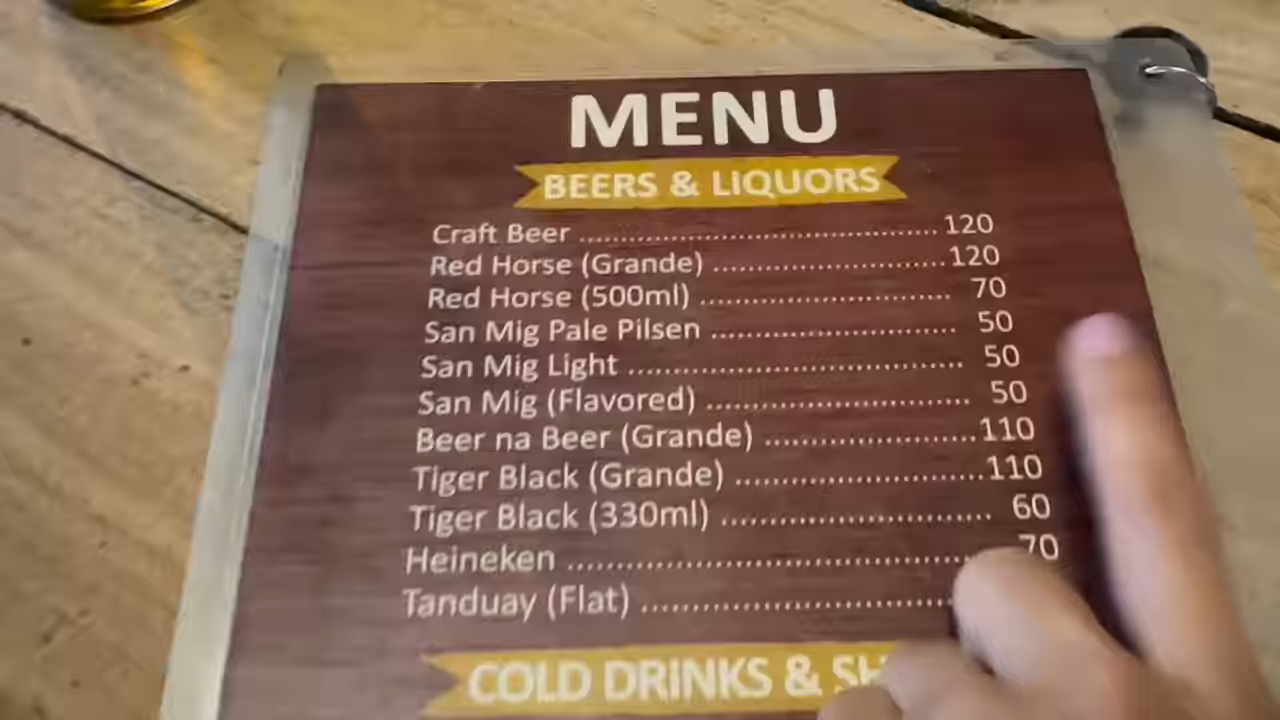 MENU
BEERS & LIQUORS
Craft Beer ........................................ 120
Red Horse (Grande) .......................... 120
Red Horse (500ml) ............................ 70
San Mig Pale Pilsen ........................... 50
San Mig Light ..................................... 50
San Mig (Flavored) ............................. 50
Beer na Beer (Grande) ....................... 110
Tiger Black (Grande) .......................... 110
Tiger Black (330ml) ............................ 60
Heineken ............................................ 70
Tanduay (Flat) ...................................
COLD DRINKS &